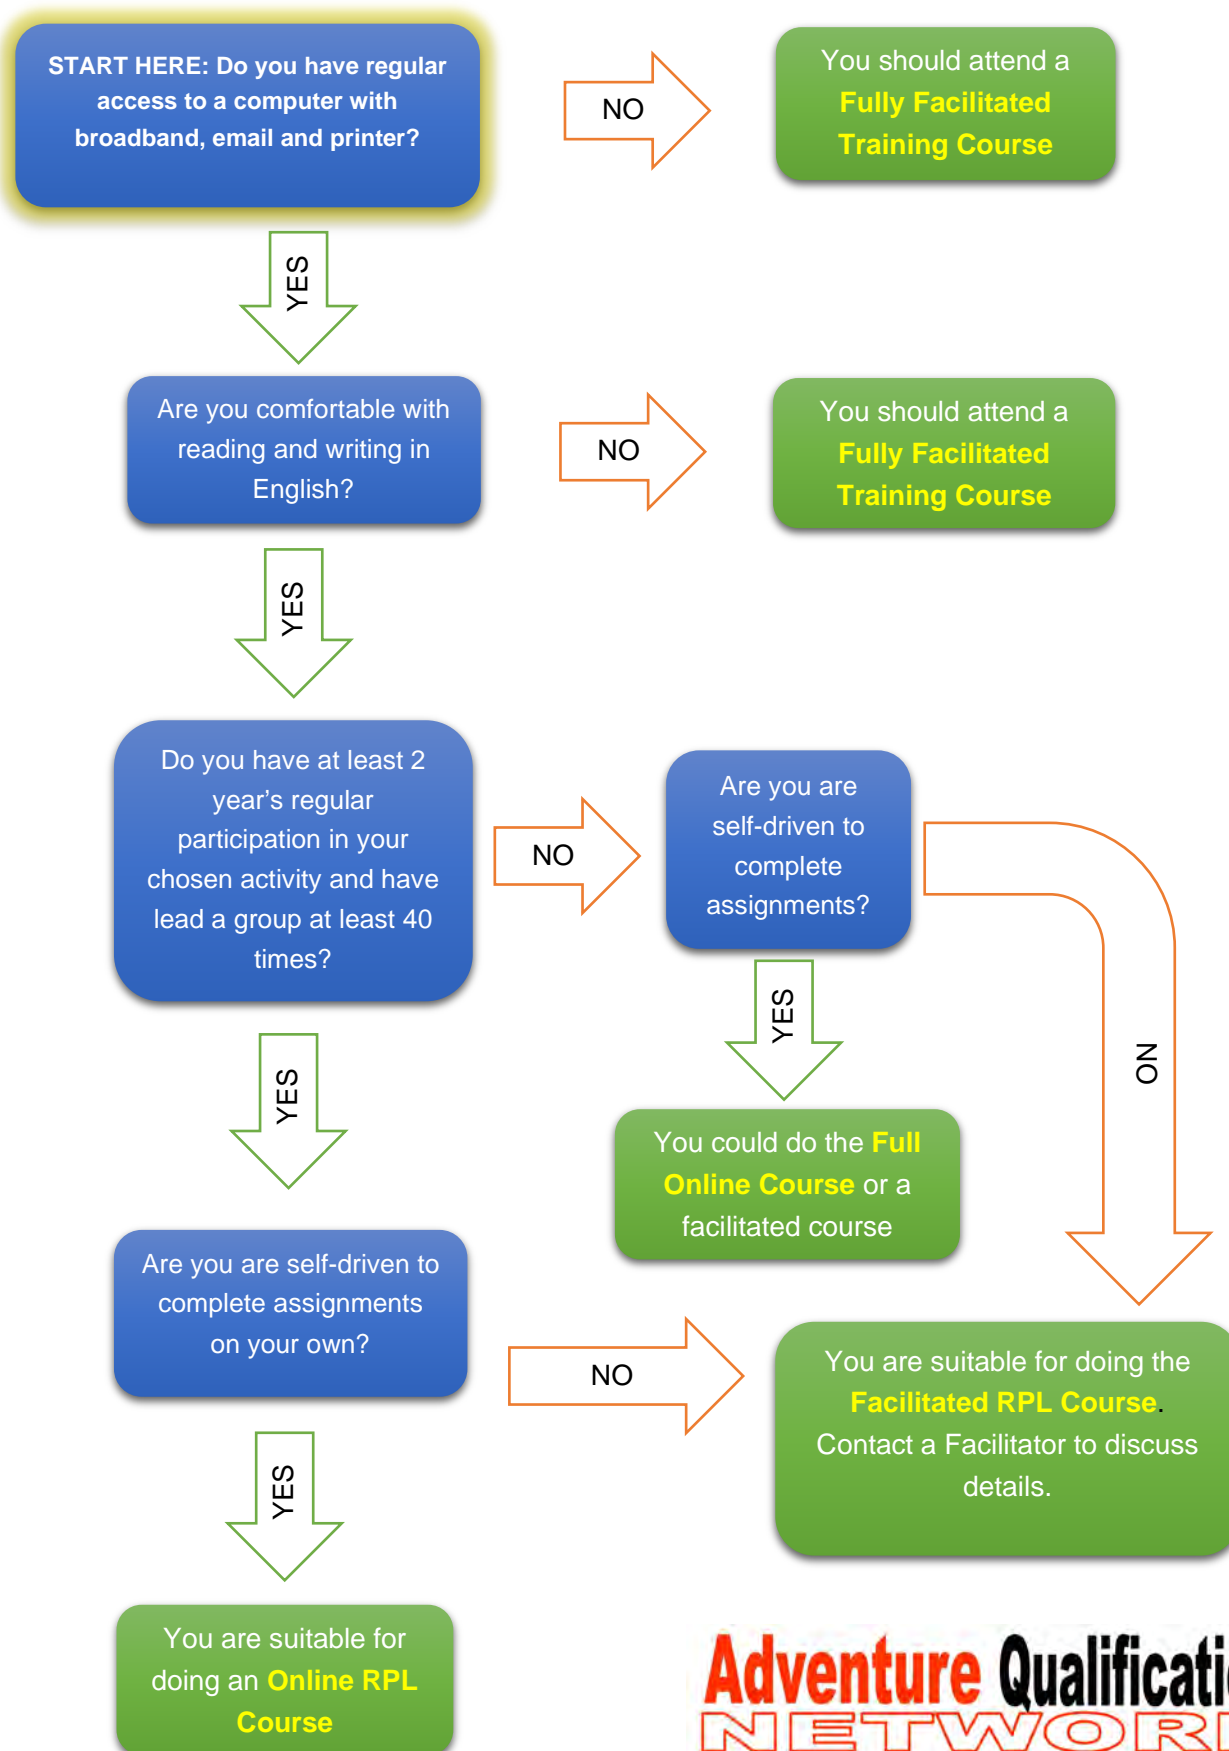 START HERE: Do you have regular
access to a computer with
broadband, email and printer?
NO
You should attend a
Fully Facilitated
Training Course
YES
Are you comfortable with
reading and writing in
English?
NO
You should attend a
Fully Facilitated
Training Course
YES
Do you have at least 2
year’s regular
participation in your
chosen activity and have
lead a group at least 40
times?
NO
Are you are
self-driven to
complete
assignments?
YES
NO
YES
You could do the Full
Online Course or a
facilitated course
Are you are self-driven to
complete assignments
on your own?
NO
You are suitable for doing the
Facilitated RPL Course.
Contact a Facilitator to discuss
details.
YES
You are suitable for
doing an Online RPL
Course
Adventure Qualificati
NETWOR